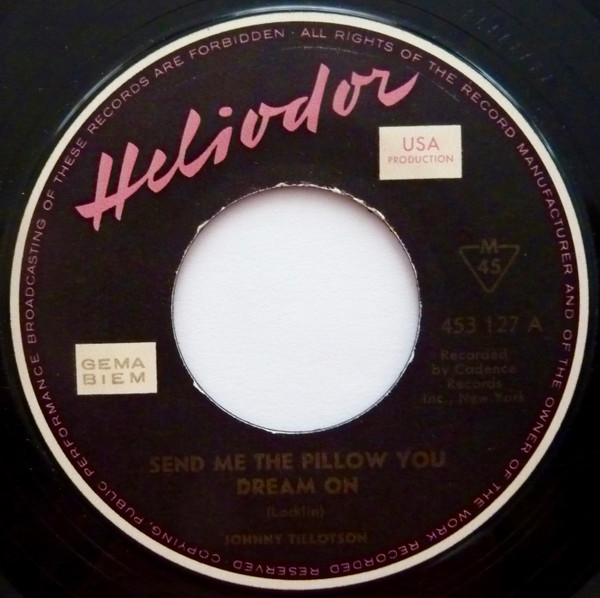 ALL RIGHTS OF THE RECORD MANUFACTURER AND OF THE OWNER OF THE WORK RECORDED RESERVED · COPYING, PUBLIC PERFORMANCE BROADCASTING OF THESE RECORDS ARE FORBIDDEN ·
Heliodor
USA
PRODUCTION
M
45
453 127 A
GEMA
BIEM
Recorded
by Cadence
Records
Inc., New York
SEND ME THE PILLOW YOU
DREAM ON
(Locklin)
JOHNNY TILLOTSON